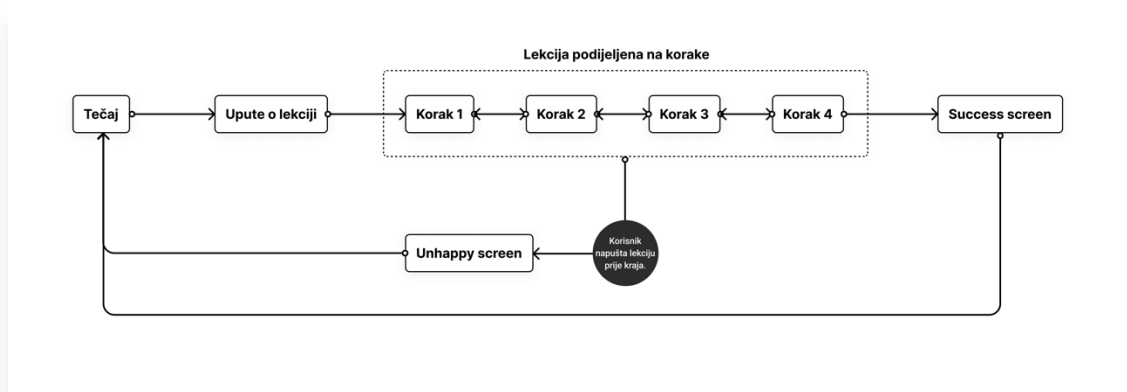 Lekcija podijeljena na korake
Tečaj
Upute o lekciji
Korak 1
Korak 2
Korak 3
Korak 4
Success screen
Unhappy screen
Korisnik
napušta lekciju
prije kraja.